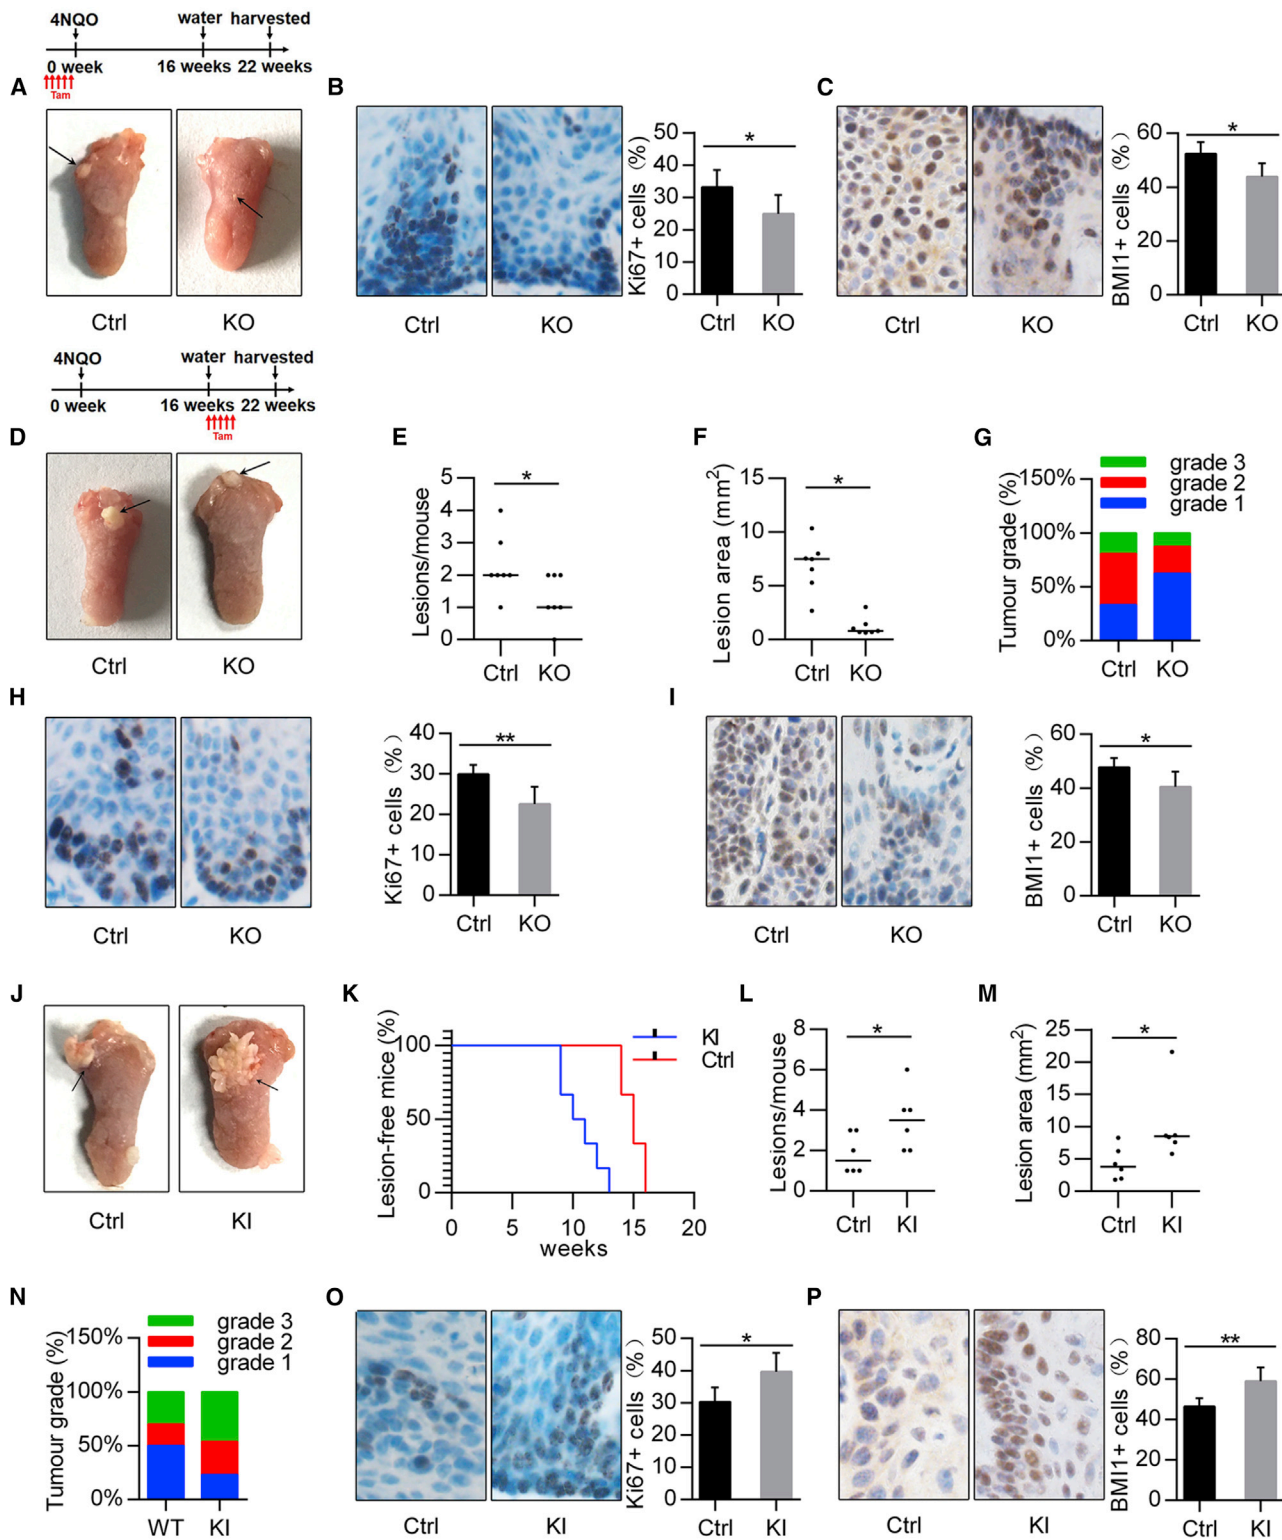 4NQO water harvested
0 week 16 weeks 22 weeks
Tam
A
Ctrl KO
B
Ctrl KO
Ki67+ cells (%)
50
40
30
20
10
0
*
Ctrl KO
C
Ctrl KO
BMI1+ cells (%)
60
40
20
0
*
Ctrl KO
4NQO water harvested
0 week 16 weeks 22 weeks
Tam
D
Ctrl KO
E
Lesions/mouse
5
4
3
2
1
0
*
Ctrl KO
F
Lesion area (mm2)
15
10
5
0
*
Ctrl KO
G
grade 3
grade 2
grade 1
Tumour grade (%)
150%
100%
50%
0%
Ctrl KO
H
Ctrl KO
Ki67+ cells (%)
40
30
20
10
0
**
Ctrl KO
I
Ctrl KO
BMI1+ cells (%)
60
40
20
0
*
Ctrl KO
J
Ctrl KI
K
Lesion-free mice (%)
100
50
0
KI
Ctrl
0 5 10 15 20
weeks
L
Lesions/mouse
8
6
4
2
0
*
Ctrl KI
M
Lesion area (mm2)
25
20
15
10
5
0
*
Ctrl KI
N
grade 3
grade 2
grade 1
Tumour grade (%)
150%
100%
50%
0%
WT KI
O
Ctrl KI
Ki67+ cells (%)
50
40
30
20
10
0
*
Ctrl KI
P
Ctrl KI
BMI1+ cells (%)
80
60
40
20
0
**
Ctrl KI